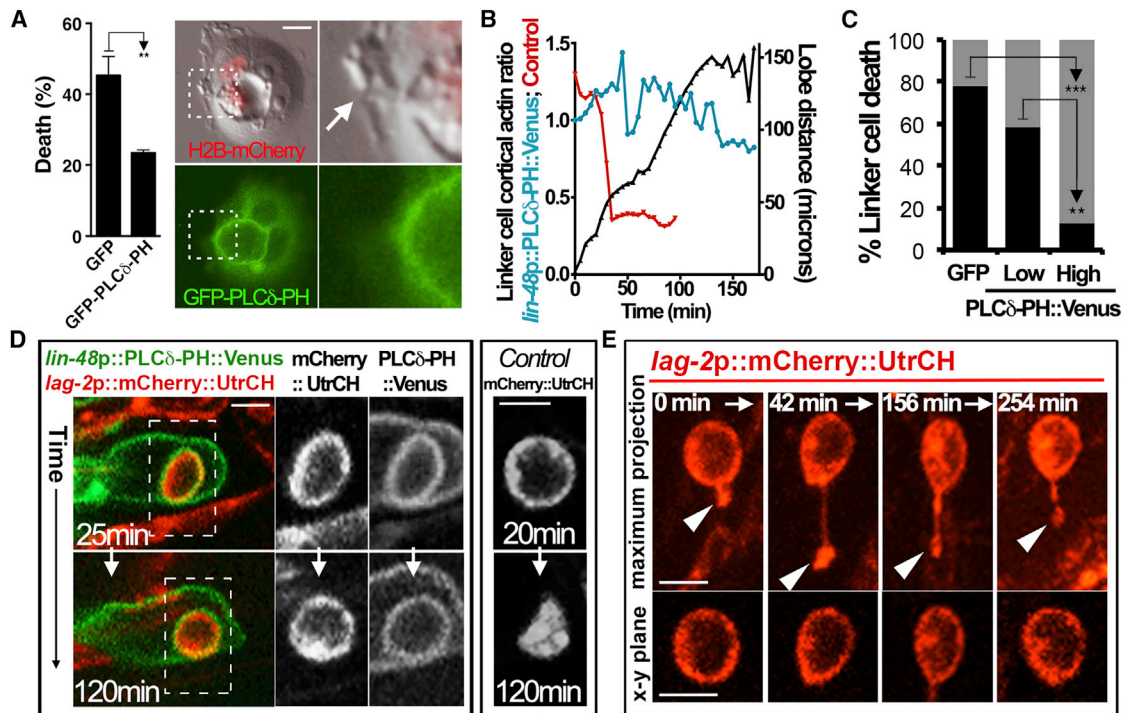 A
60
40
20
0
Death (%)
GFP
GFP-PLCδ-PH
**
H2B-mCherry
GFP-PLCδ-PH
B
Linker cell cortical actin ratio
lin-48p::PLCδ-PH::Venus; Control
1.5
1.0
0.5
0.0
0 50 100 150
Time (min)
150
100
50
0
Lobe distance (microns)
C
% Linker cell death
100
80
60
40
20
0
***
**
GFP Low High
PLCδ-PH::Venus
D
lin-48p::PLCδ-PH::Venus
lag-2p::mCherry::UtrCH
mCherry
:: UtrCH
PLCδ-PH
::Venus
Control
mCherry::UtrCH
Time
25min
20min
120min
120min
E
lag-2p::mCherry::UtrCH
maximum projection
0 min
42 min
156 min
254 min
x-y plane